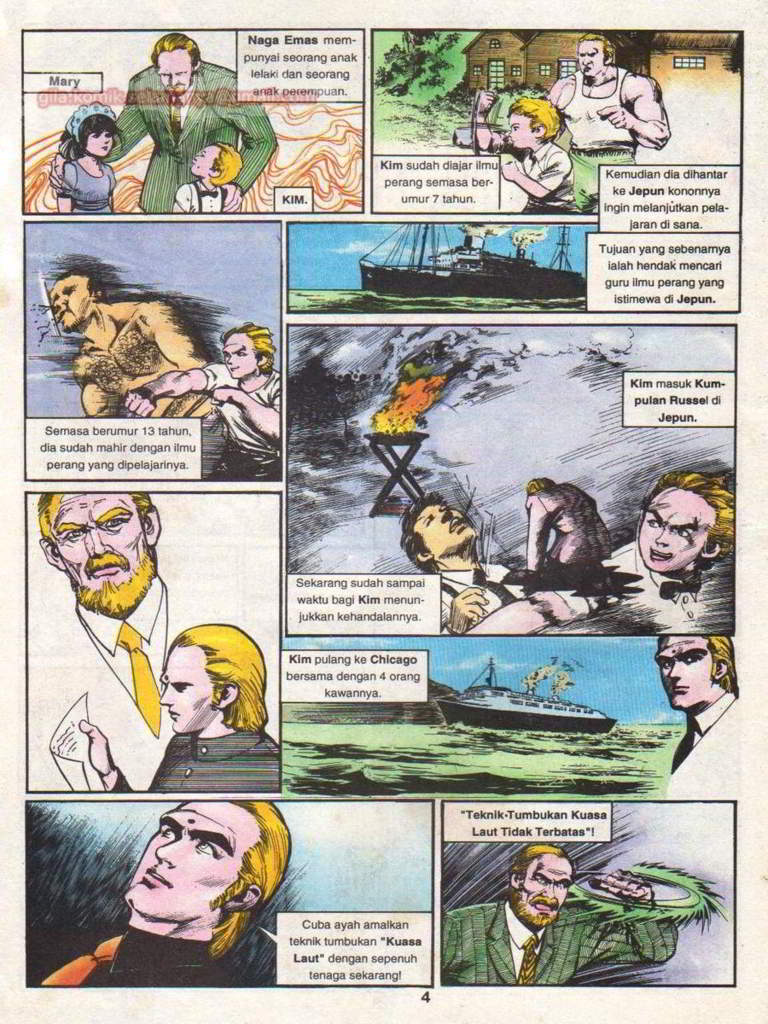 Naga Emas mem-
punyai seorang anak
lelaki dan seorang
anak perempuan.
Mary
KIM.
Kim sudah diajar ilmu
perang semasa ber-
umur 7 tahun.
Kemudian dia dihantar
ke Jepun kononnya
ingin melanjutkan pela-
jaran di sana.
Tujuan yang sebenarnya
ialah hendak mencari
guru ilmu perang yang
istimewa di Jepun.
Semasa berumur 13 tahun,
dia sudah mahir dengan ilmu
perang yang dipelajarinya.
Kim masuk Kum-
pulan Russel di
Jepun.
Sekarang sudah sampai
waktu bagi Kim menun-
jukkan kehandalannya.
Kim pulang ke Chicago
bersama dengan 4 orang
kawannya.
Cuba ayah amalkan
teknik tumbukan "Kuasa
Laut" dengan sepenuh
tenaga sekarang!
"Teknik-Tumbukan Kuasa
Laut Tidak Terbatas"!
4